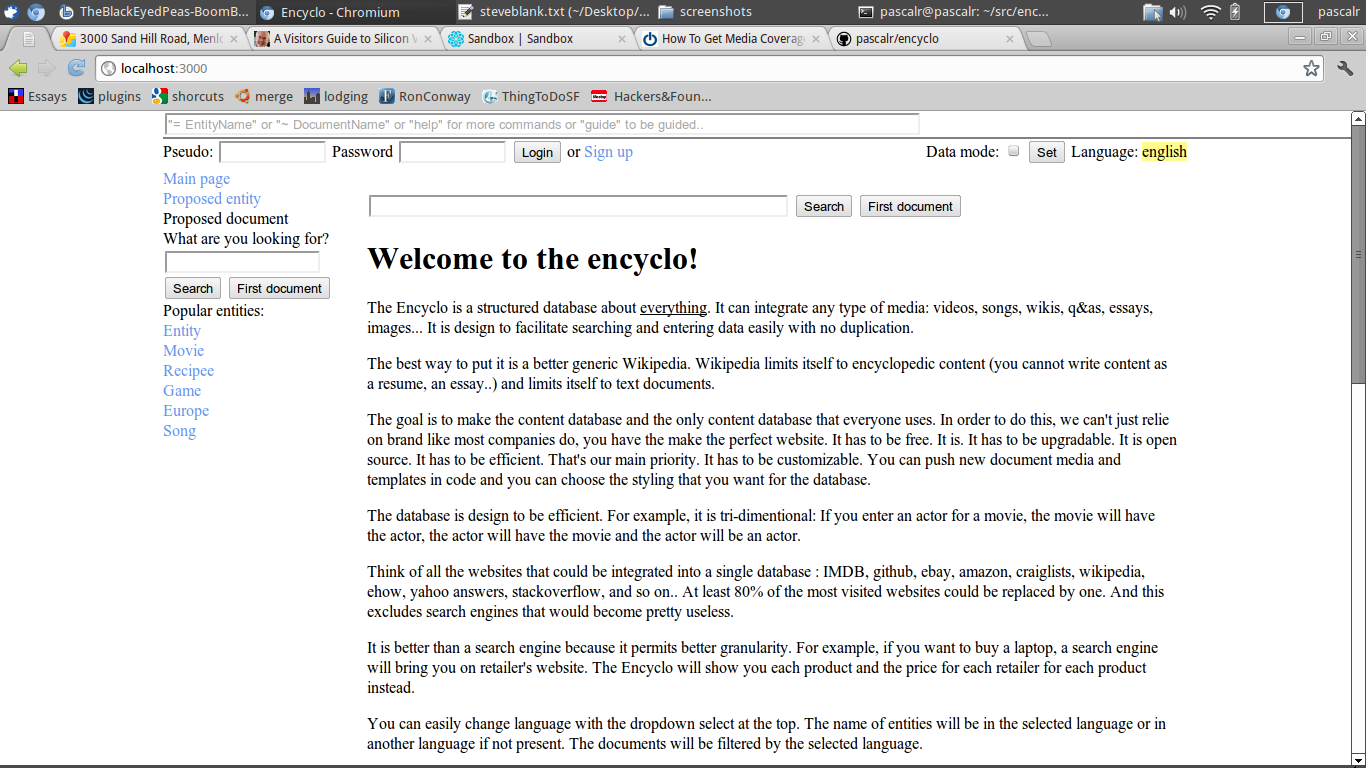 TheBlackEyedPeas-BoomB...
Encyclo - Chromium
steveblank.txt (~/Desktop/...
screenshots
pascalr@pascalr: ~/src/enc...
pascalr
3000 Sand Hill Road, Menlo
A Visitors Guide to Silicon V
Sandbox | Sandbox
How To Get Media Coverage
pascalr/encyclo
localhost:3000
Essays
plugins
shorcuts
merge
lodging
RonConway
ThingToDoSF
Hackers&Foun...
"= EntityName" or "~ DocumentName" or "help" for more commands or "guide" to be guided..
Pseudo: Password Login or Sign up Data mode: Set Language: english
Main page
Proposed entity
Proposed document
What are you looking for?
Search First document
Popular entities:
Entity
Movie
Recipee
Game
Europe
Song
Search First document
Welcome to the encyclo!
The Encyclo is a structured database about everything. It can integrate any type of media: videos, songs, wikis, q&as, essays,
images... It is design to facilitate searching and entering data easily with no duplication.
The best way to put it is a better generic Wikipedia. Wikipedia limits itself to encyclopedic content (you cannot write content as
a resume, an essay..) and limits itself to text documents.
The goal is to make the content database and the only content database that everyone uses. In order to do this, we can't just relie
on brand like most companies do, you have the make the perfect website. It has to be free. It is. It has to be upgradable. It is open
source. It has to be efficient. That's our main priority. It has to be customizable. You can push new document media and
templates in code and you can choose the styling that you want for the database.
The database is design to be efficient. For example, it is tri-dimentional: If you enter an actor for a movie, the movie will have
the actor, the actor will have the movie and the actor will be an actor.
Think of all the websites that could be integrated into a single database : IMDB, github, ebay, amazon, craiglists, wikipedia,
ehow, yahoo answers, stackoverflow, and so on.. At least 80% of the most visited websites could be replaced by one. And this
excludes search engines that would become pretty useless.
It is better than a search engine because it permits better granularity. For example, if you want to buy a laptop, a search engine
will bring you on retailer's website. The Encyclo will show you each product and the price for each retailer for each product
instead.
You can easily change language with the dropdown select at the top. The name of entities will be in the selected language or in
another language if not present. The documents will be filtered by the selected language.